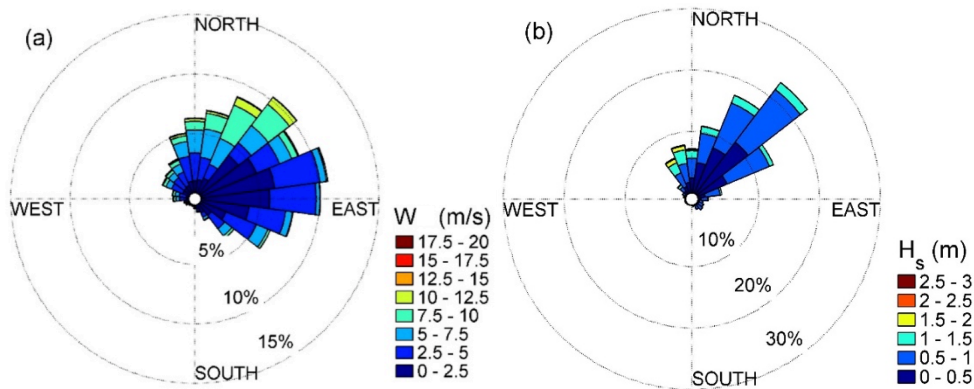 (a)
NORTH
WEST
EAST
SOUTH
5%
10%
15%
W (m/s)
17.5 - 20
15 - 17.5
12.5 - 15
10 - 12.5
7.5 - 10
5 - 7.5
2.5 - 5
0 - 2.5
(b)
NORTH
WEST
EAST
SOUTH
10%
20%
30%
H_s (m)
2.5 - 3
2 - 2.5
1.5 - 2
1 - 1.5
0.5 - 1
0 - 0.5